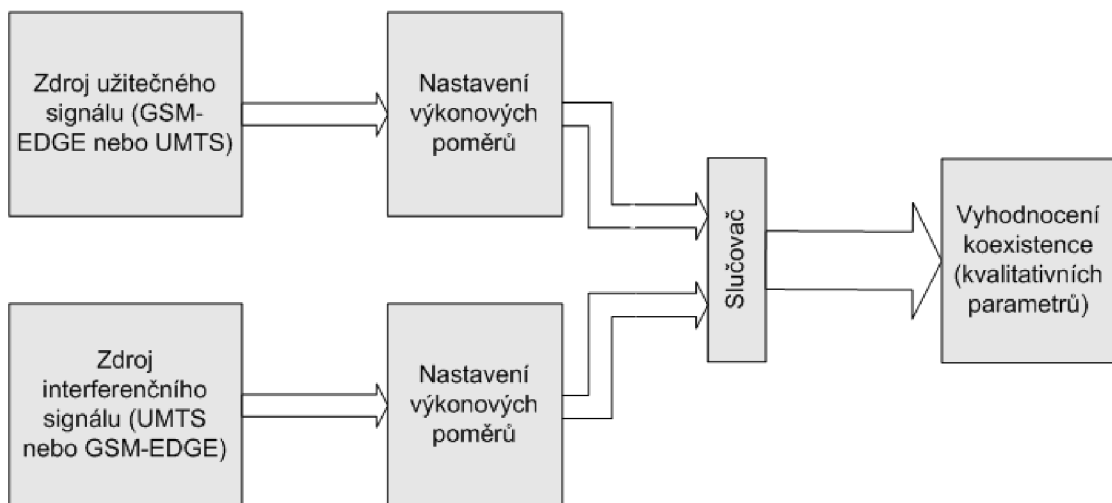 Zdroj užitečného
signálu (GSM-
EDGE nebo UMTS)
Nastavení
výkonových
poměrů
Slučovač
Vyhodnocení
koexistence
(kvalitativních
parametrů)
Zdroj
interferenčního
signálu (UMTS
nebo GSM-EDGE)
Nastavení
výkonových
poměrů